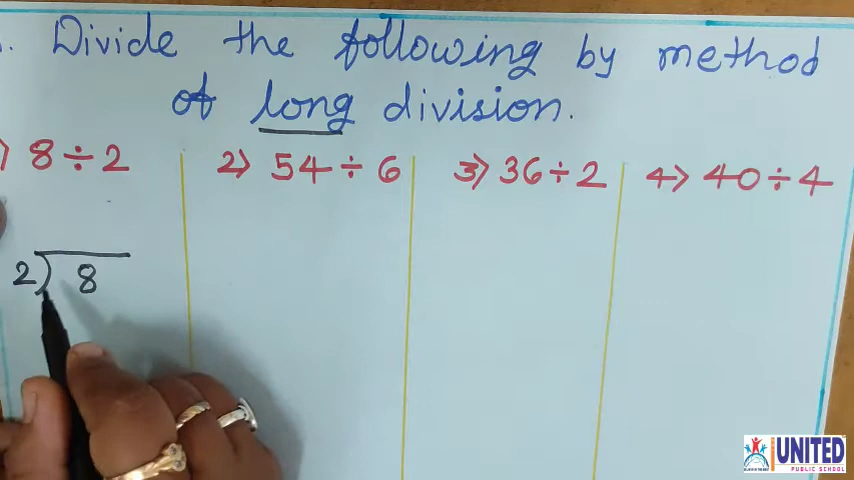 Divide the following by method
of long division.
) 8 ÷ 2
2) 54 ÷ 6
3) 36 ÷ 2
4) 40 ÷ 4
2) 8
UNITED
PUBLIC SCHOOL